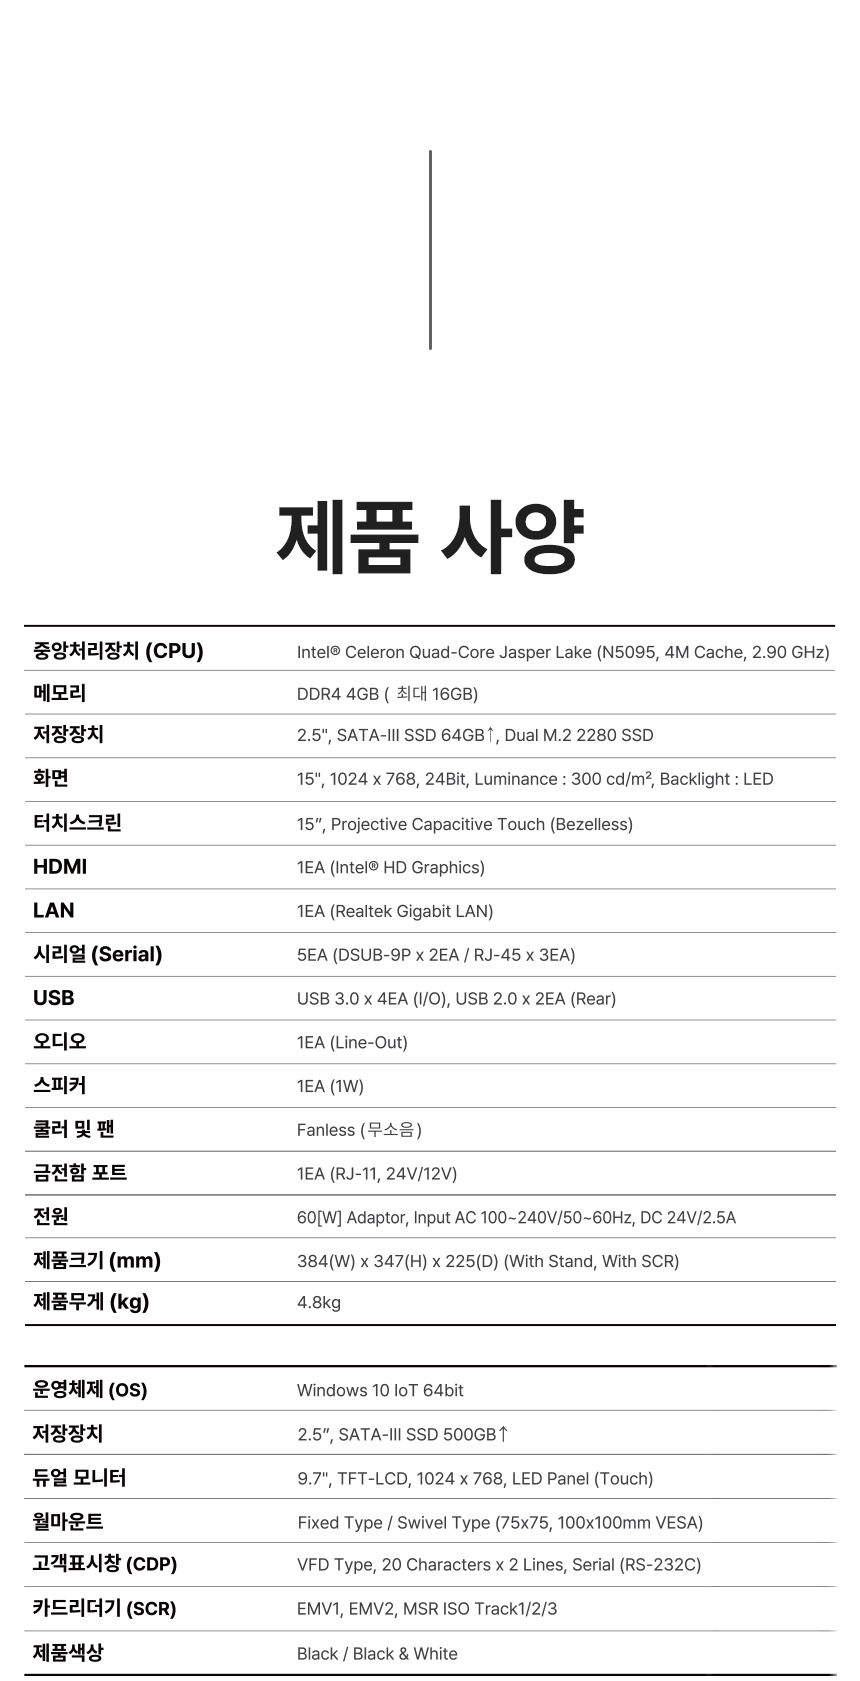 제품 사양
중앙처리장치 (CPU) Intel® Celeron Quad-Core Jasper Lake (N5095, 4M Cache, 2.90 GHz)
메모리 DDR4 4GB ( 최대 16GB)
저장장치 2.5", SATA-III SSD 64GB↑, Dual M.2 2280 SSD
화면 15", 1024 x 768, 24Bit, Luminance : 300 cd/m², Backlight : LED
터치스크린 15”, Projective Capacitive Touch (Bezelless)
HDMI 1EA (Intel® HD Graphics)
LAN 1EA (Realtek Gigabit LAN)
시리얼 (Serial) 5EA (DSUB-9P x 2EA / RJ-45 x 3EA)
USB USB 3.0 x 4EA (I/O), USB 2.0 x 2EA (Rear)
오디오 1EA (Line-Out)
스피커 1EA (1W)
쿨러 및 팬 Fanless (무소음)
금전함 포트 1EA (RJ-11, 24V/12V)
전원 60[W] Adaptor, Input AC 100~240V/50~60Hz, DC 24V/2.5A
제품크기 (mm) 384(W) x 347(H) x 225(D) (With Stand, With SCR)
제품무게 (kg) 4.8kg
운영체제 (OS) Windows 10 IoT 64bit
저장장치 2.5”, SATA-III SSD 500GB↑
듀얼 모니터 9.7", TFT-LCD, 1024 x 768, LED Panel (Touch)
월마운트 Fixed Type / Swivel Type (75x75, 100x100mm VESA)
고객표시창 (CDP) VFD Type, 20 Characters x 2 Lines, Serial (RS-232C)
카드리더기 (SCR) EMV1, EMV2, MSR ISO Track1/2/3
제품색상 Black / Black & White